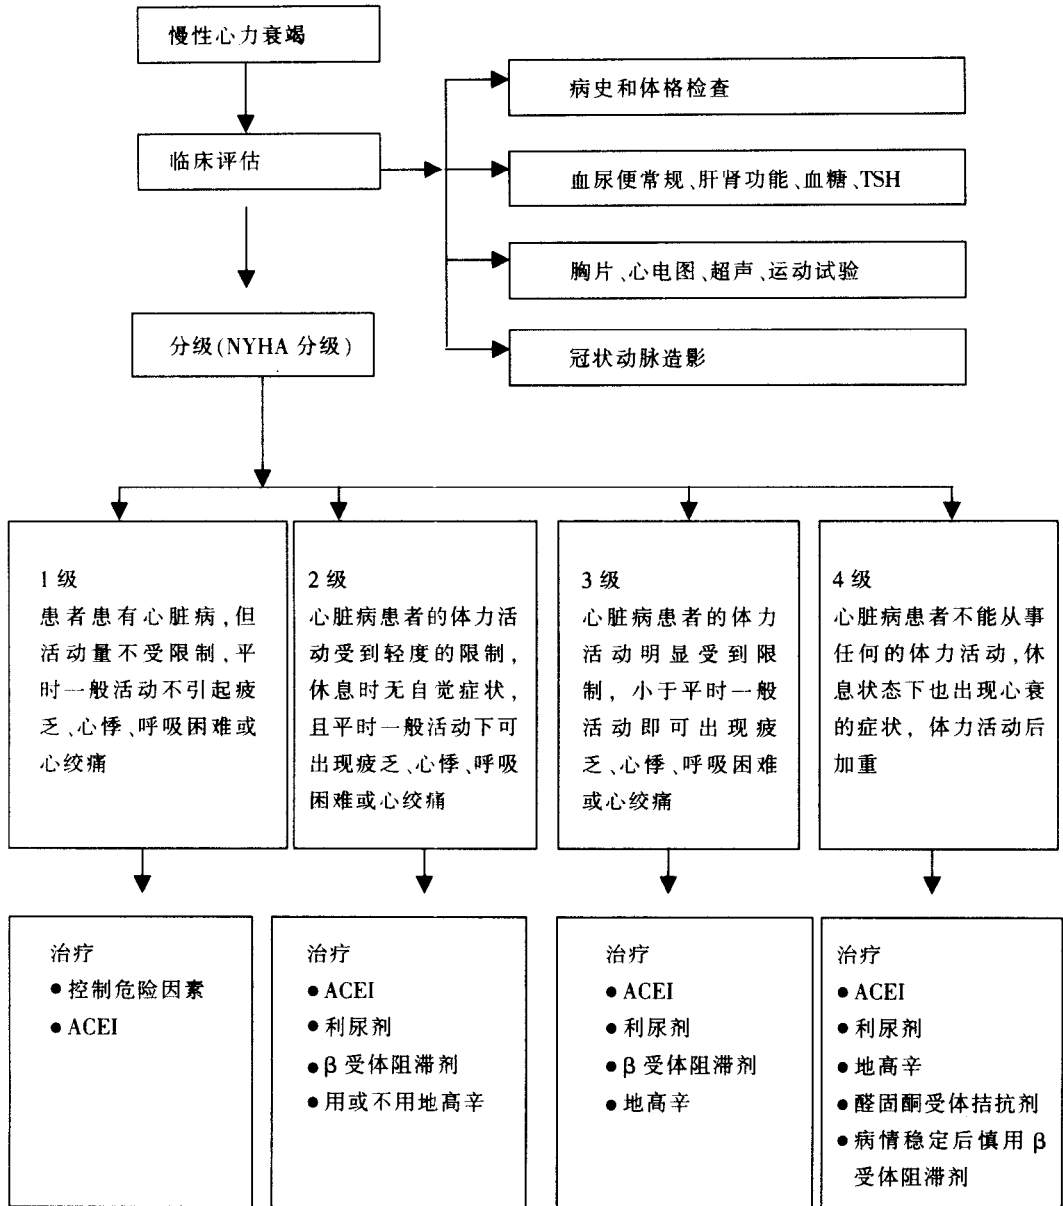 慢性心力衰竭
临床评估
病史和体格检查
血尿便常规、肝肾功能、血糖、TSH
胸片、心电图、超声、运动试验
冠状动脉造影
分级(NYHA 分级)
1 级
患者患有心脏病,但
活动量不受限制,平
时一般活动不引起疲
乏、心悸、呼吸困难或
心绞痛
2 级
心脏病患者的体力活
动受到轻度的限制,
休息时无自觉症状,
且平时一般活动下可
出现疲乏、心悸、呼吸
困难或心绞痛
3 级
心脏病患者的体力
活动明显受到限
制, 小于平时一般
活动即可出现疲
乏、心悸、呼吸困难
或心绞痛
4 级
心脏病患者不能从事
任何的体力活动,休
息状态下也出现心衰
的症状, 体力活动后
加重
治疗
●控制危险因素
●ACEI
治疗
●ACEI
●利尿剂
●β 受体阻滞剂
●用或不用地高辛
治疗
●ACEI
●利尿剂
●β 受体阻滞剂
●地高辛
治疗
●ACEI
●利尿剂
●地高辛
●醛固酮受体拮抗剂
●病情稳定后慎用 β
受体阻滞剂